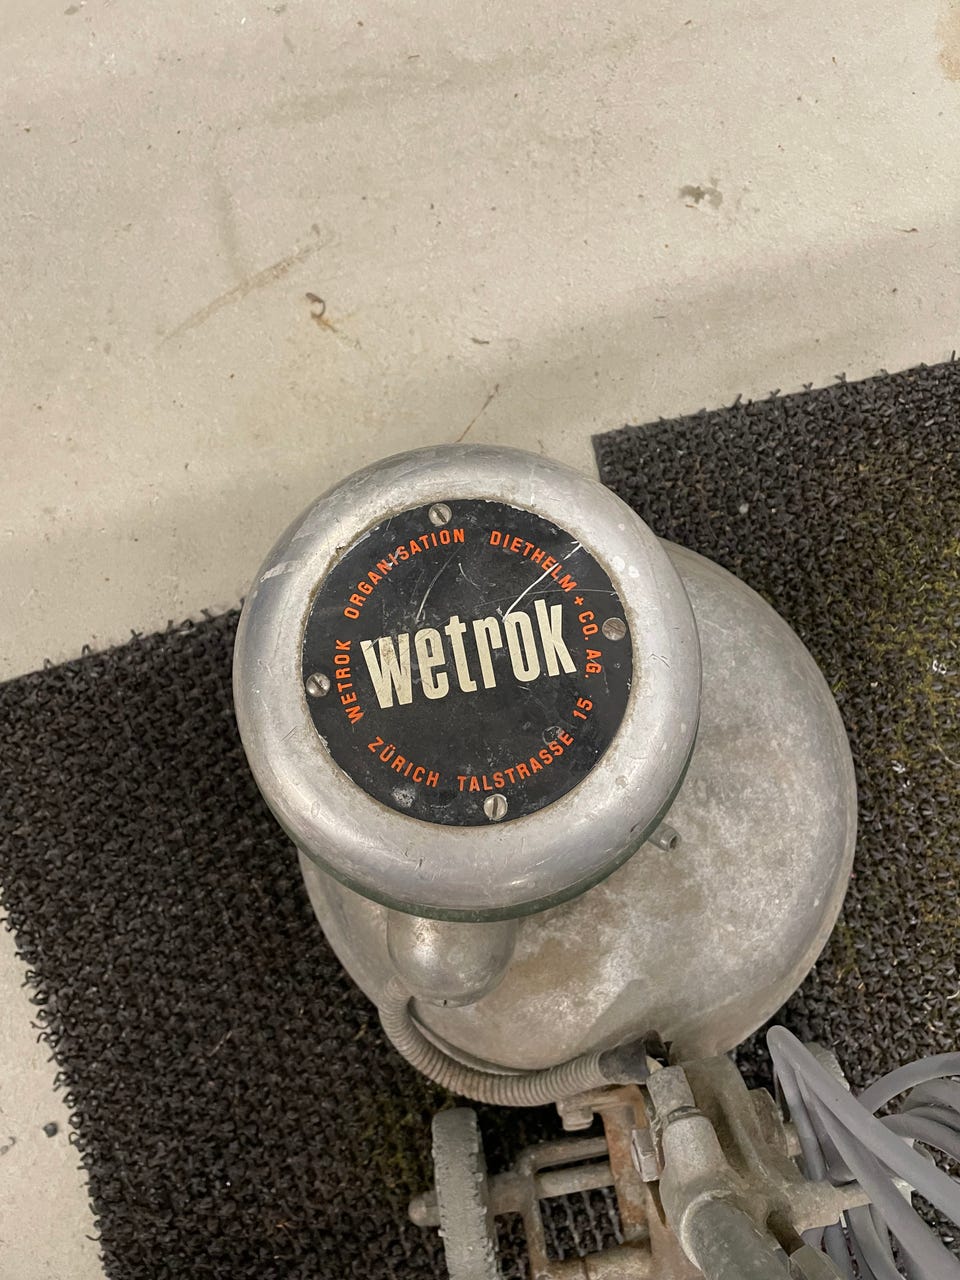 WETROK ORGANISATION DIETHELM + CO. AG.
wetrok
ZÜRICH TALSTRASSE 15